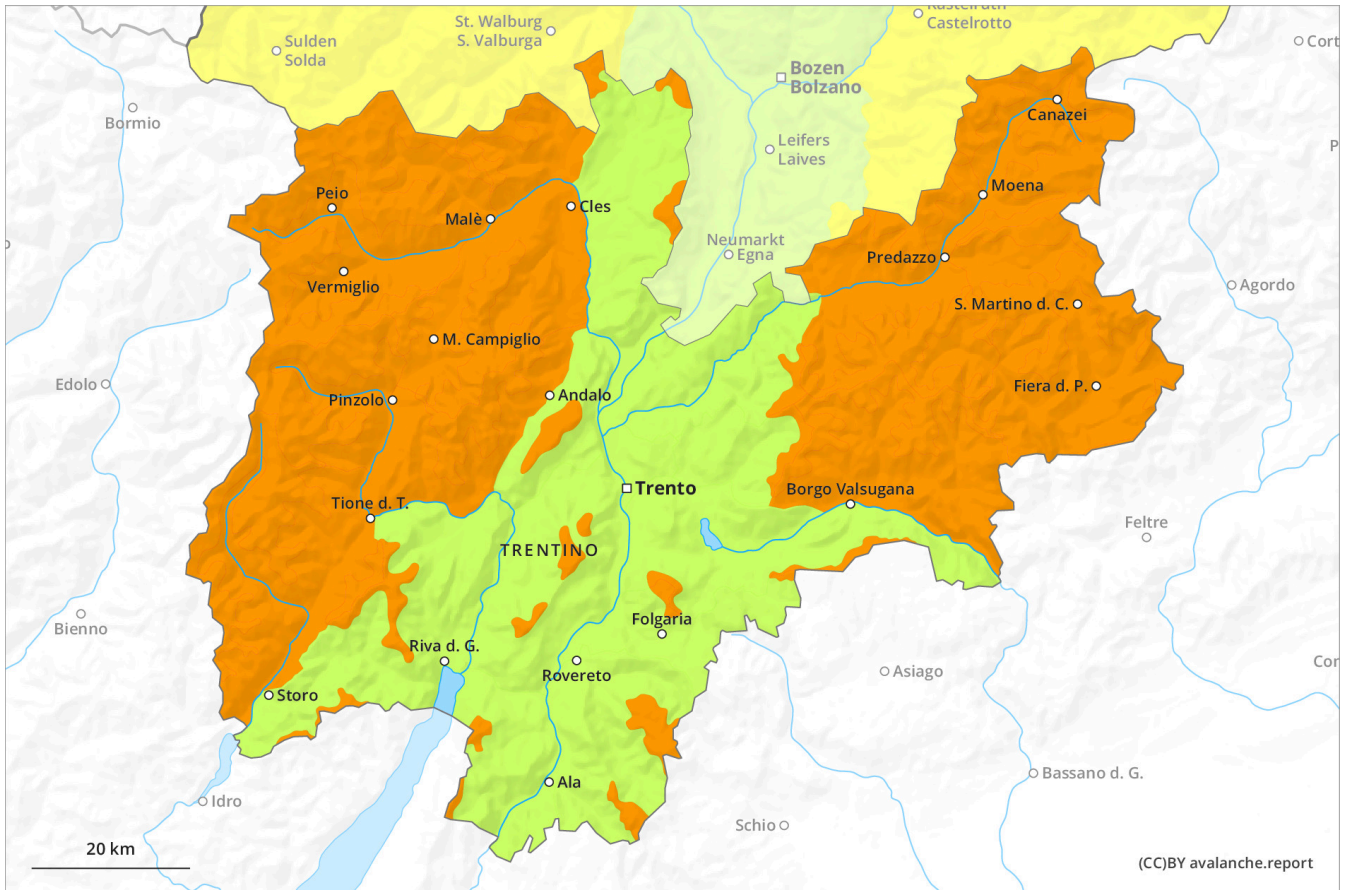 Kastelruth
Castelrotto
St. Walburg
S. Valburga
Sulden
Solda
Cort
Bozen
Bolzano
Bormio
Canazei
Leifers
Laives
P
Peio
Moena
Malè
Cles
Neumarkt
Egna
Predazzo
Vermiglio
Agordo
S. Martino d. C.
M. Campiglio
Edolo
Fiera d. P.
Pinzolo
Andalo
Trento
Borgo Valsugana
Tione d. T.
Feltre
TRENTINO
Bienno
Folgaria
Riva d. G.
Rovereto
Asiago
Cor
Storo
Bassano d. G.
Ala
Idro
Schio
20 km
(CC)BY avalanche.report